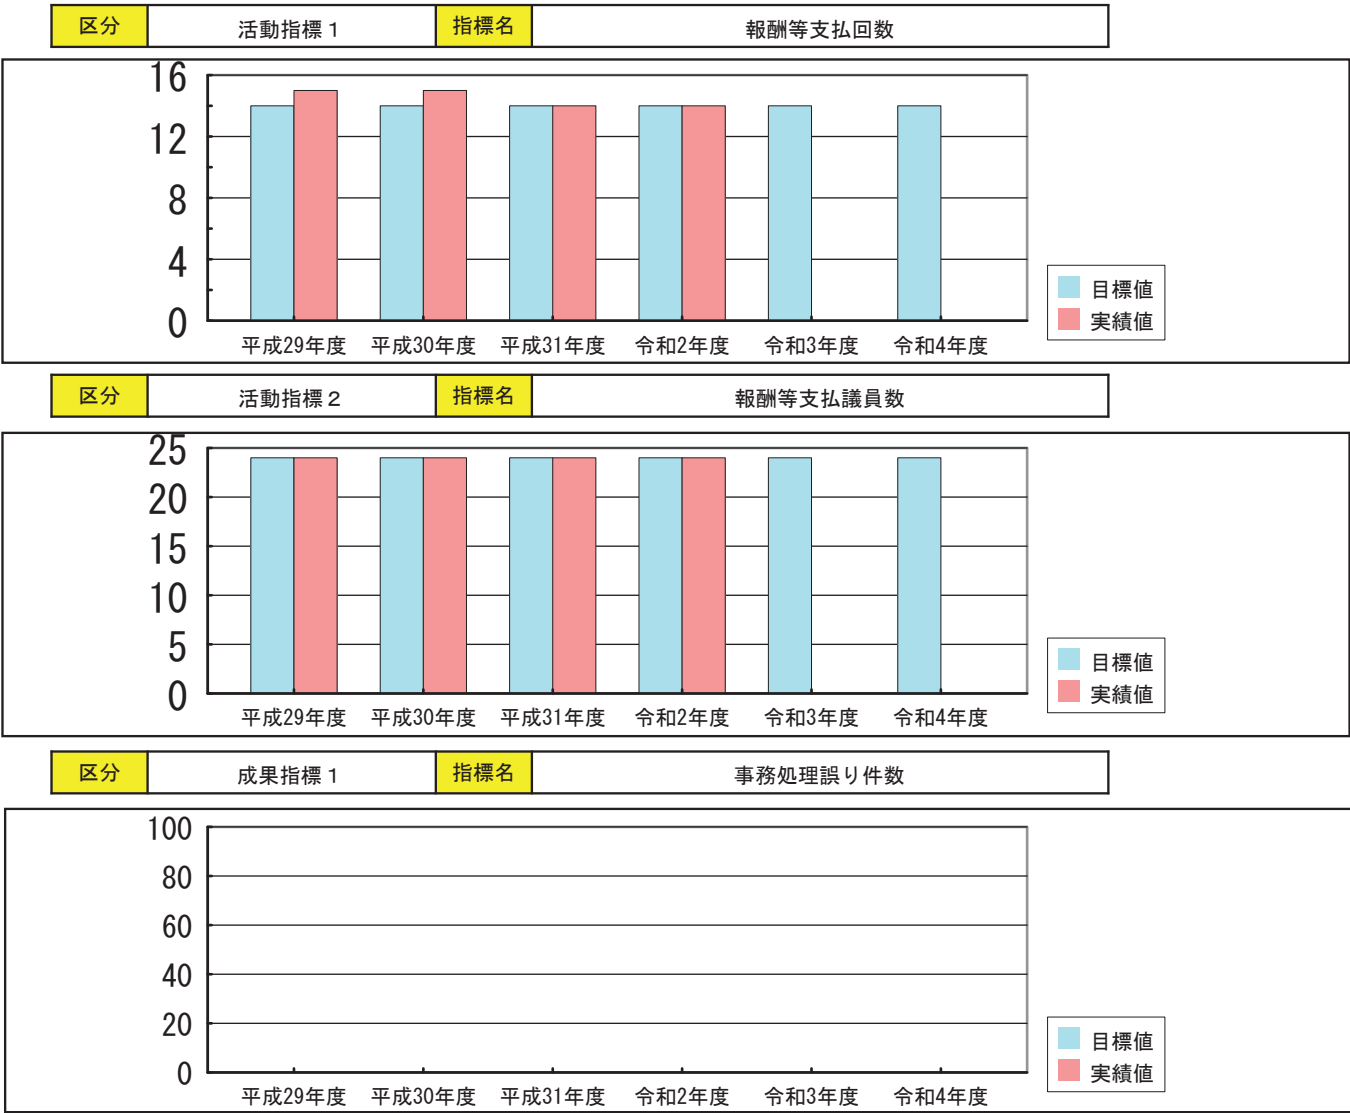 区分 活動指標１ 指標名 報酬等支払回数
16
12
8
4
0
平成29年度 平成30年度 平成31年度 令和2年度 令和3年度 令和4年度
目標値
実績値
区分 活動指標２ 指標名 報酬等支払議員数
25
20
15
10
5
0
平成29年度 平成30年度 平成31年度 令和2年度 令和3年度 令和4年度
目標値
実績値
区分 成果指標１ 指標名 事務処理誤り件数
100
80
60
40
20
0
平成29年度 平成30年度 平成31年度 令和2年度 令和3年度 令和4年度
目標値
実績値